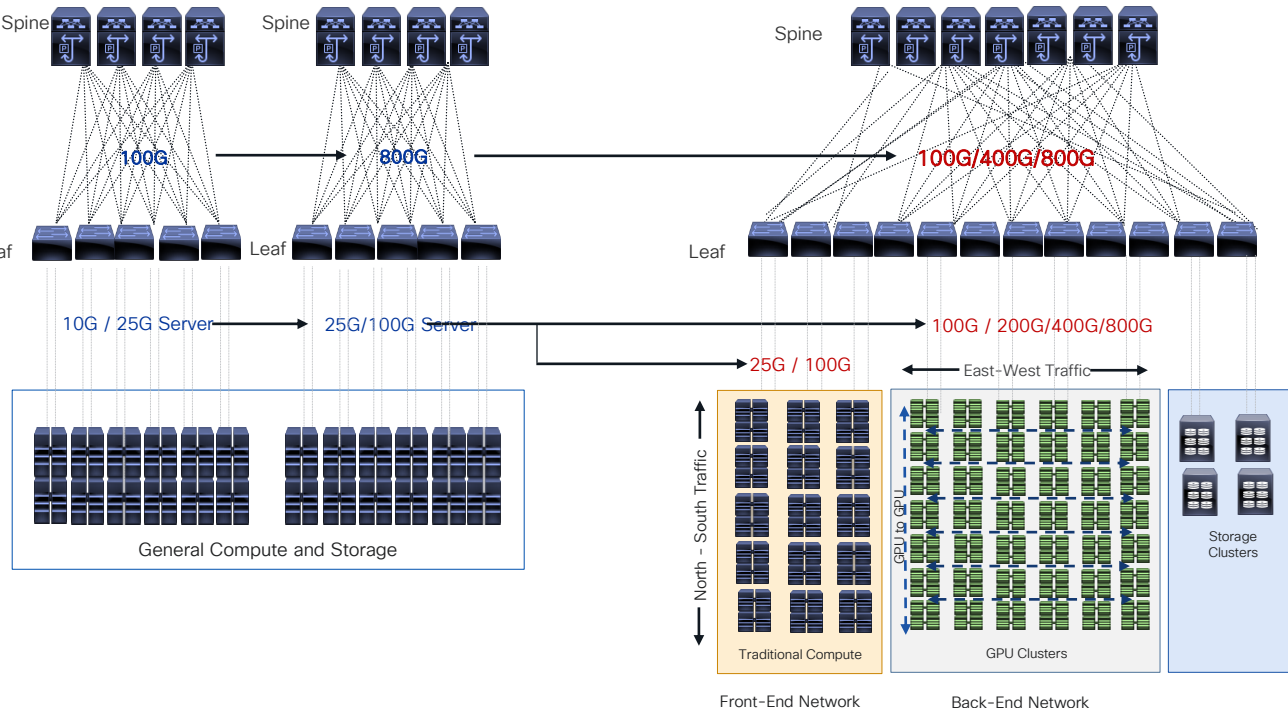 Spine
Spine
Spine
100G
800G
100G/400G/800G
af
Leaf
Leaf
10G / 25G Server
25G/100G Server
100G / 200G/400G/800G
25G / 100G
East-West Traffic
North - South Traffic
GPU to GPU
General Compute and Storage
Storage
Clusters
Traditional Compute
GPU Clusters
Front-End Network
Back-End Network